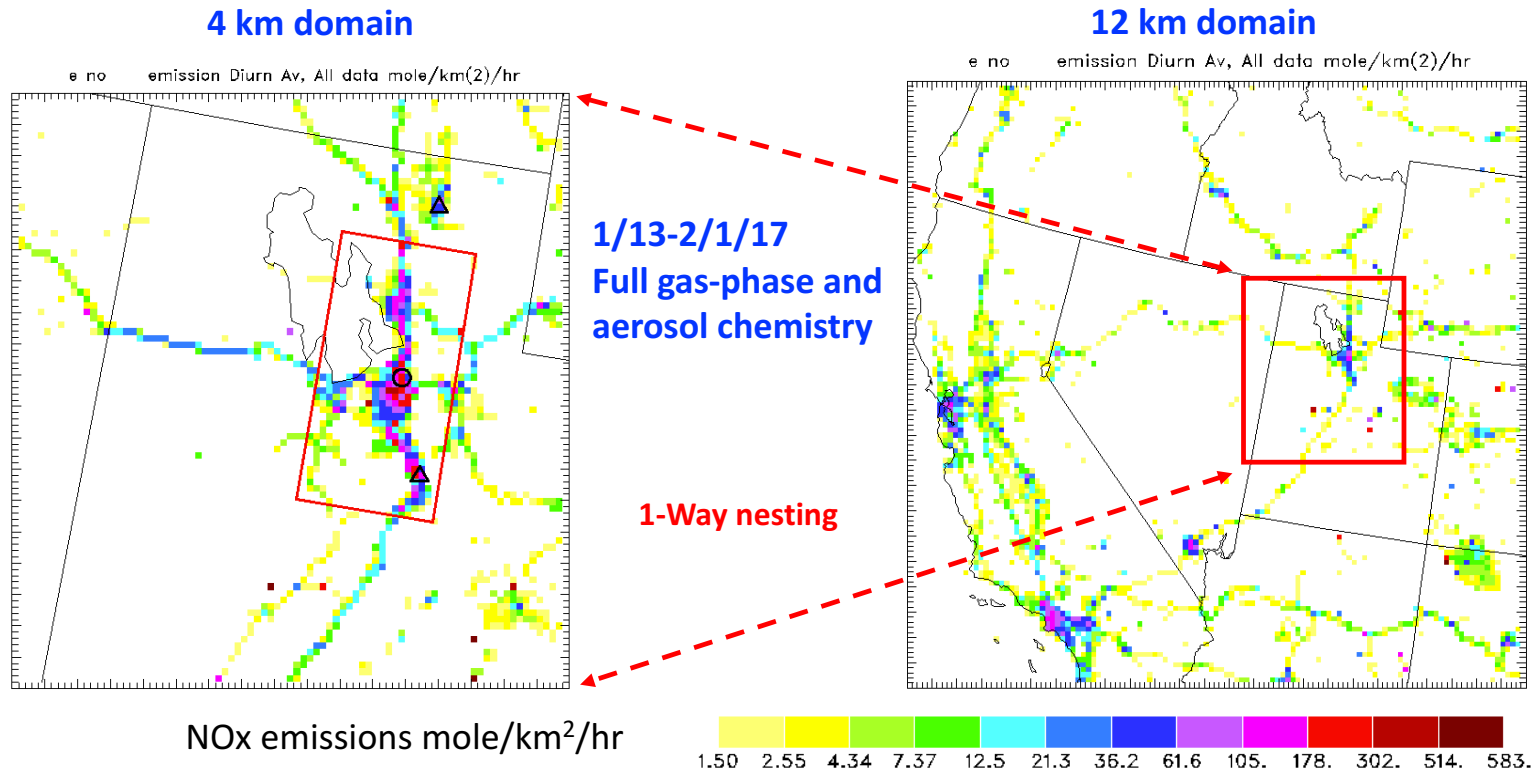 4 km domain
12 km domain
e no emission Diurn Av, All data mole/km(2)/hr
e no emission Diurn Av, All data mole/km(2)/hr
1/13-2/1/17
Full gas-phase and
aerosol chemistry
1-Way nesting
NOx emissions mole/km²/hr
1.50 2.55 4.34 7.37 12.5 21.3 36.2 61.6 105. 178. 302. 514. 583.